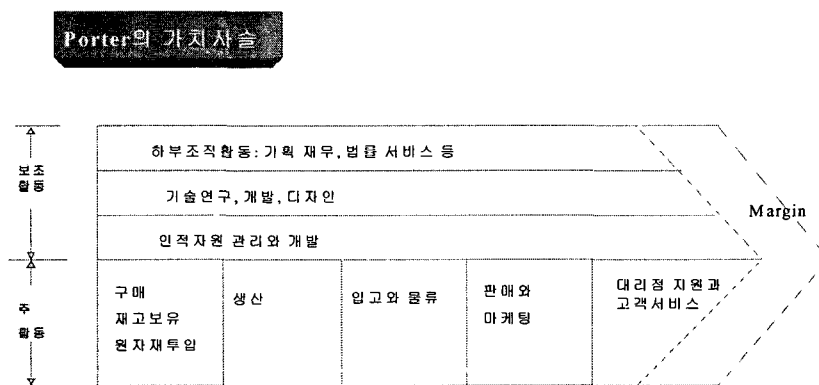 Porter의 가치사슬
보조
활동
하부조직활동: 기획 재무, 법률 서비스 등
기술연구, 개발, 디자인
인적자원 관리와 개발
Margin
주
활동
구매
재고보유
원자재투입
생산
입고와 물류
판매와
마케팅
대리점 지원과
고객서비스